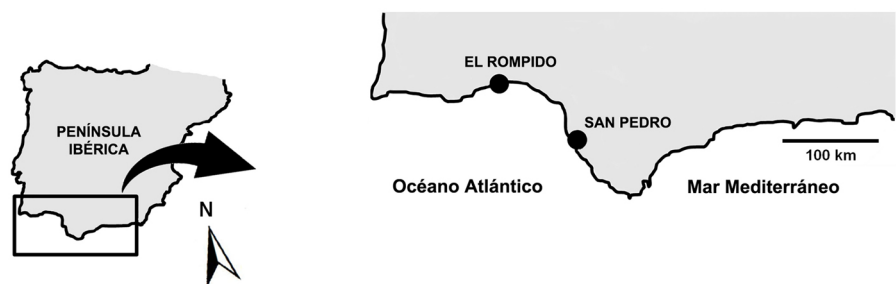 PENÍNSULA
IBÉRICA
N
EL ROMPIDO
SAN PEDRO
100 km
Océano Atlántico
Mar Mediterráneo